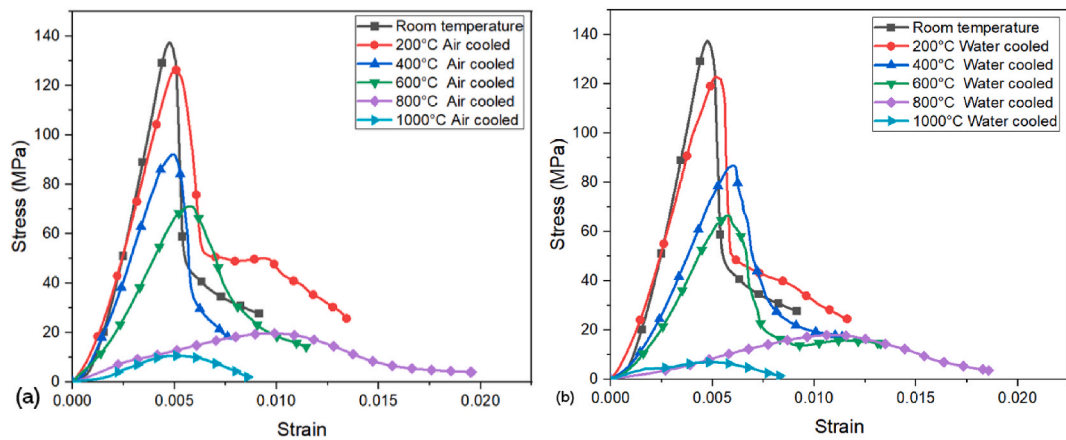 Room temperature
200°C Air cooled
400°C Air cooled
600°C Air cooled
800°C Air cooled
1000°C Air cooled
Stress (MPa)
140
120
100
80
60
40
20
0
0.000 0.005 0.010 0.015 0.020
Strain
(a)
Room temperature
200°C Water cooled
400°C Water cooled
600°C Water cooled
800°C Water cooled
1000°C Water cooled
Stress (MPa)
140
120
100
80
60
40
20
0
0.000 0.005 0.010 0.015 0.020
Strain
(b)